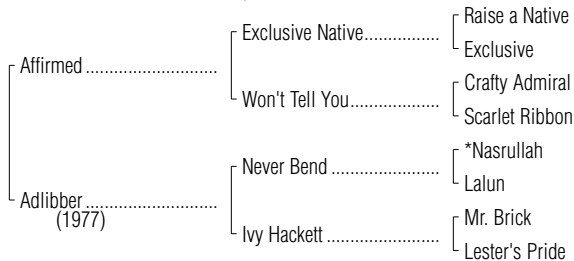 Raise a Native
Exclusive Native.................
Exclusive
Affirmed ...........................
Crafty Admiral
Won't Tell You....................
Scarlet Ribbon
*Nasrullah
Never Bend ........................
Lalun
Adlibber ...........................
(1977)
Mr. Brick
Ivy Hackett .........................
Lester's Pride